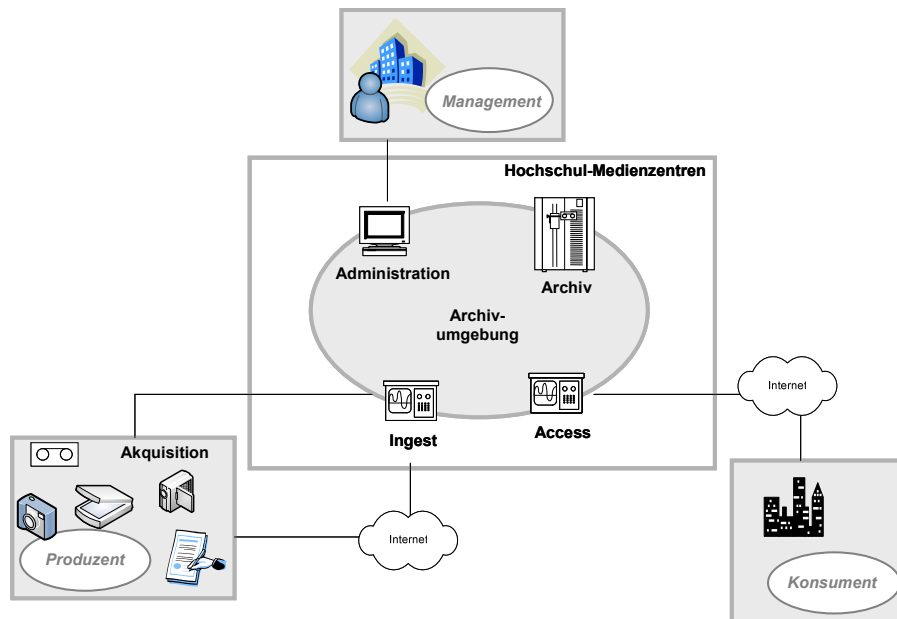 Management
Hochschul-Medienzentren
Administration
Archiv
Archiv-
umgebung
Internet
Ingest
Access
Akquisition
Internet
Produzent
Konsument